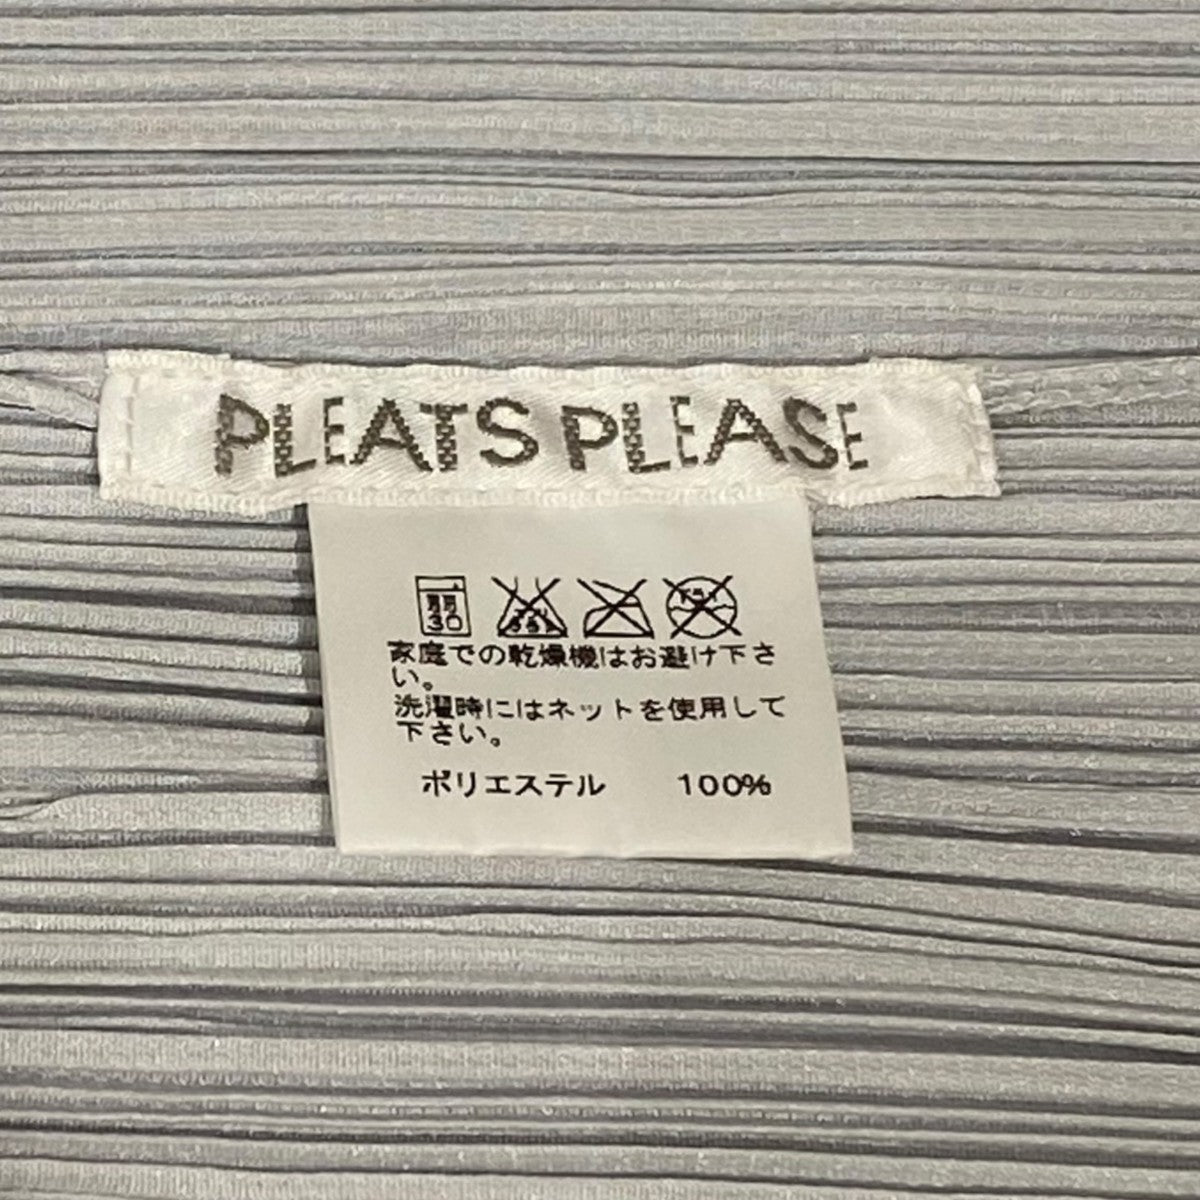 PLEATS PLEASE
弱
30
家庭での乾燥機はお避け下さ
い。
洗濯時にはネットを使用して
下さい。
ポリエステル 100%